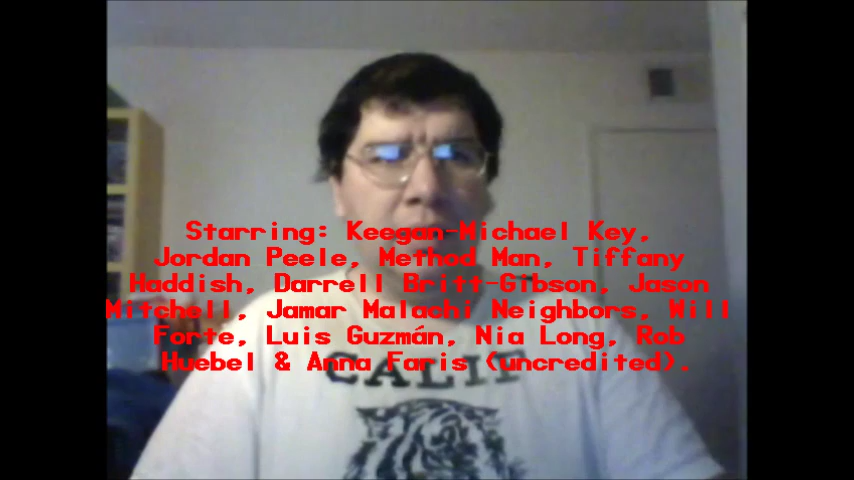 Starring: Keegan-Michael Key,
Jordan Peele, Method Man, Tiffany
Haddish, Darrell Britt-Gibson, Jason
Mitchell, Jamar Malachi Neighbors, Will
Forte, Luis Guzmán, Nia Long, Rob
Huebel & Anna Faris (uncredited).
CALIF